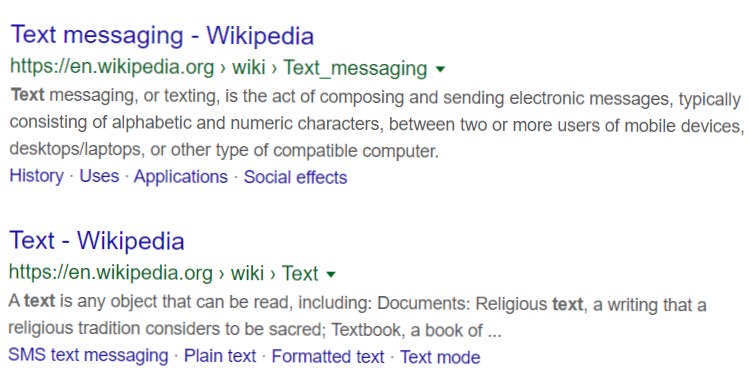 Text messaging - Wikipedia
https://en.wikipedia.org › wiki › Text_messaging
Text messaging, or texting, is the act of composing and sending electronic messages, typically
consisting of alphabetic and numeric characters, between two or more users of mobile devices,
desktops/laptops, or other type of compatible computer.
History · Uses · Applications · Social effects
Text - Wikipedia
https://en.wikipedia.org › wiki › Text
A text is any object that can be read, including: Documents: Religious text, a writing that a
religious tradition considers to be sacred; Textbook, a book of ...
SMS text messaging · Plain text · Formatted text · Text mode